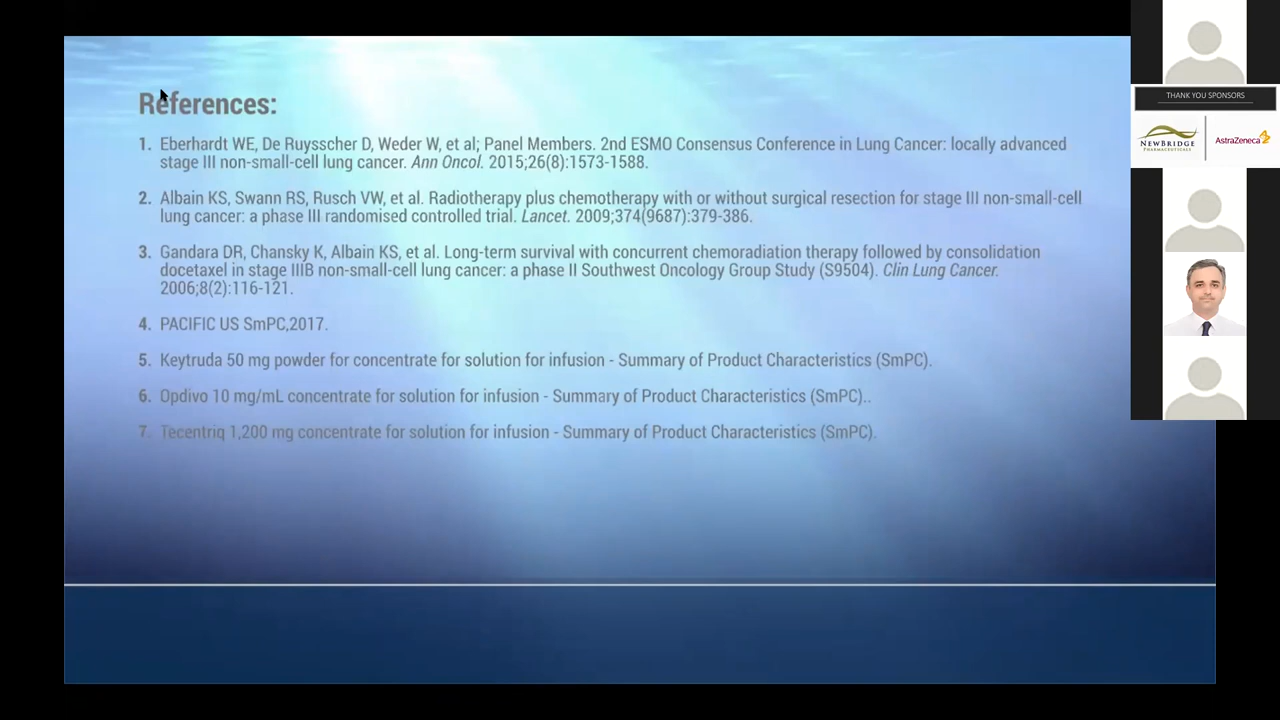 References:
1. Eberhardt WE, De Ruysscher D, Weder W, et al; Panel Members. 2nd ESMO Consensus Conference in Lung Cancer: locally advanced
stage III non-small-cell lung cancer. Ann Oncol. 2015;26(8):1573-1588.
2. Albain KS, Swann RS, Rusch VW, et al. Radiotherapy plus chemotherapy with or without surgical resection for stage III non-small-cell
lung cancer: a phase III randomised controlled trial. Lancet. 2009;374(9687):379-386.
3. Gandara DR, Chansky K, Albain KS, et al. Long-term survival with concurrent chemoradiation therapy followed by consolidation
docetaxel in stage IIIB non-small-cell lung cancer: a phase II Southwest Oncology Group Study (S9504). Clin Lung Cancer.
2006;8(2):116-121.
4. PACIFIC US SmPC,2017.
5. Keytruda 50 mg powder for concentrate for solution for infusion - Summary of Product Characteristics (SmPC).
6. Opdivo 10 mg/mL concentrate for solution for infusion - Summary of Product Characteristics (SmPC)..
7. Tecentriq 1,200 mg concentrate for solution for infusion - Summary of Product Characteristics (SmPC).
THANK YOU SPONSORS
NEWBRIDGE
PHARMACEUTICALS
AstraZeneca